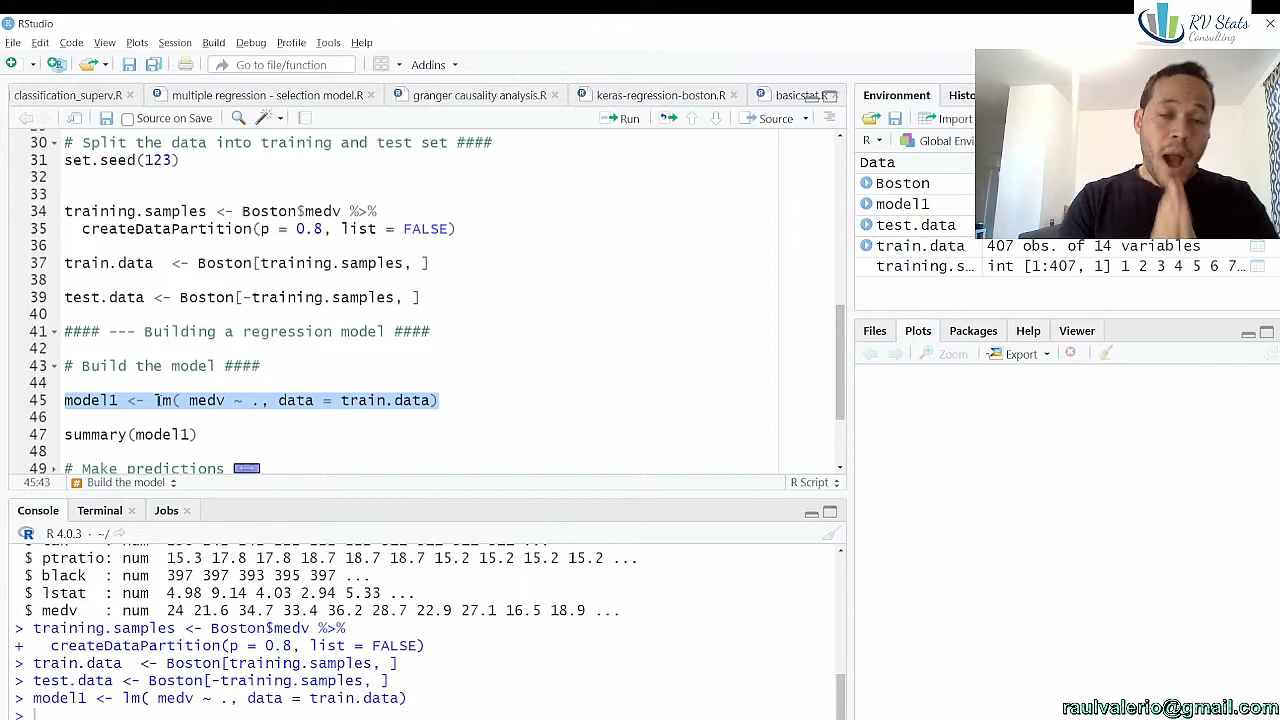 RStudio
RV Stats
Consulting
File Edit Code View Plots Session Build Debug Profile Tools Help
Go to file/function
Addins
classification_superv.R
multiple regression - selection model.R
granger causality analysis.R
keras-regression-boston.R
basicstat.R
Source on Save
Run
Source
30 # Split the data into training and test set ####
31 set.seed(123)
32
33
34 training.samples <- Boston$medv %>%
35 createDataPartition(p = 0.8, list = FALSE)
36
37 train.data <- Boston[training.samples, ]
38
39 test.data <- Boston[-training.samples, ]
40
41 #### --- Building a regression model ####
42
43 # Build the model ####
44
45 model1 <- lm( medv ~ ., data = train.data)
46
47 summary(model1)
48
49 # Make predictions
45:43 Build the model
R Script
Console Terminal Jobs
R 4.0.3 · ~/
$ ptratio: num 15.3 17.8 17.8 18.7 18.7 18.7 15.2 15.2 15.2 15.2 ...
$ black : num 397 397 393 395 397 ...
$ lstat : num 4.98 9.14 4.03 2.94 5.33 ...
$ medv : num 24 21.6 34.7 33.4 36.2 28.7 22.9 27.1 16.5 18.9 ...
> training.samples <- Boston$medv %>%
+ createDataPartition(p = 0.8, list = FALSE)
> train.data <- Boston[training.samples, ]
> test.data <- Boston[-training.samples, ]
> model1 <- lm( medv ~ ., data = train.data)
>
Environment Histo
Import
R Global Envi
Data
Boston
model1
test.data
train.data 407 obs. of 14 variables
training.s… int [1:407, 1] 1 2 3 4 5 6 7…
Files Plots Packages Help Viewer
Zoom Export
raulvalerio@gmail.com